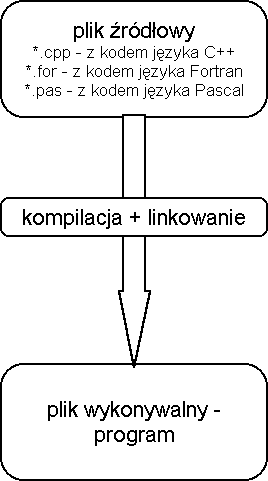 plik źródłowy
*.cpp - z kodem języka C++
*.for - z kodem języka Fortran
*.pas - z kodem języka Pascal
kompilacja + linkowanie
plik wykonywalny -
program